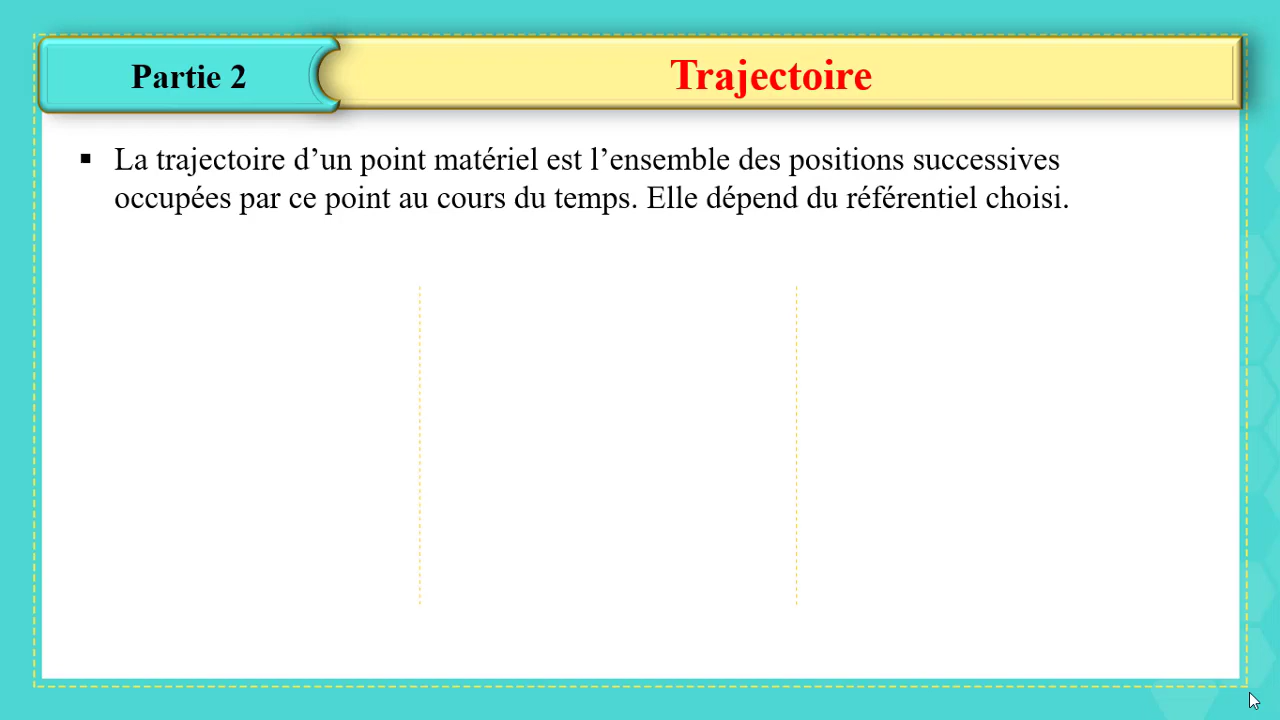 Partie 2
Trajectoire
▪ La trajectoire d’un point matériel est l’ensemble des positions successives
occupées par ce point au cours du temps. Elle dépend du référentiel choisi.